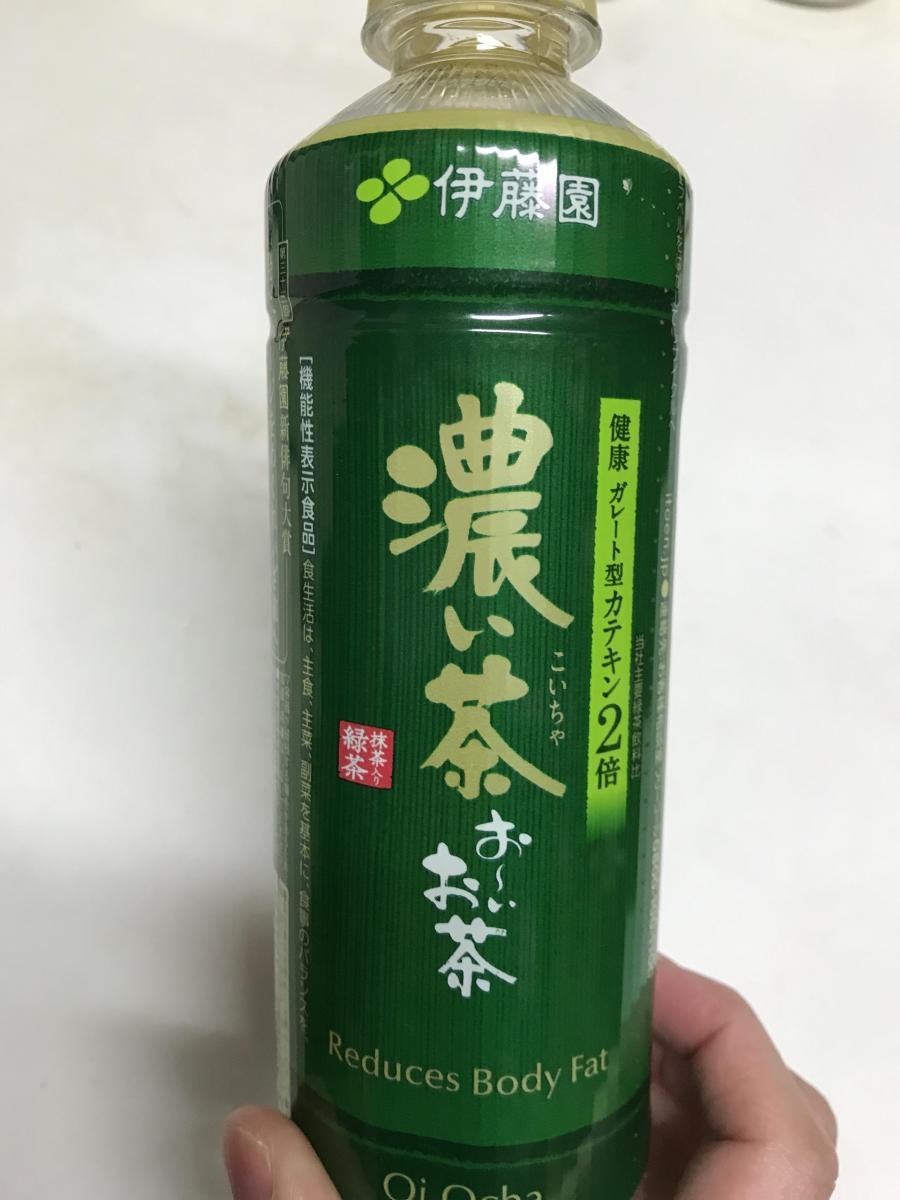 伊藤園
健康 ガレート型カテキン2倍
当社主要緑茶飲料比
濃い茶
こいちゃ
お〜いお茶
抹茶入り
緑茶
[機能性表示食品]食生活は、主食、主菜、副菜を基本に、食事のバランスを。
伊藤園新俳句大賞
itoen.jp
Reduces Body Fat
Oi Ocha